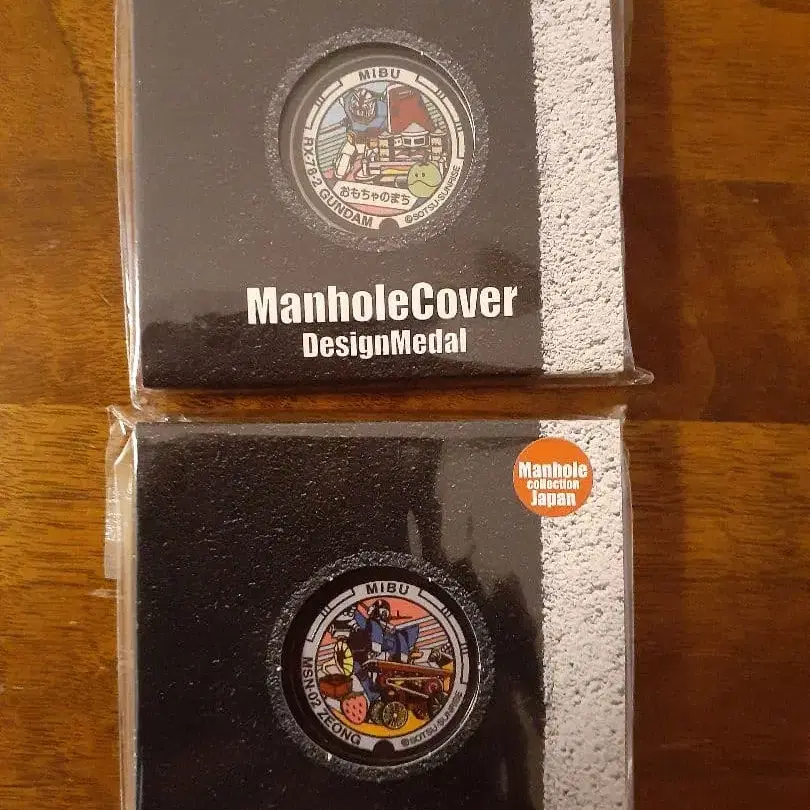 MIBU
RX-78-2 GUNDAM
おもちゃのまち
©SOTSU・SUNRISE
ManholeCover
DesignMedal
Manhole
collection
Japan
MIBU
MSN-02 ZEONG
©SOTSU・SUNRISE